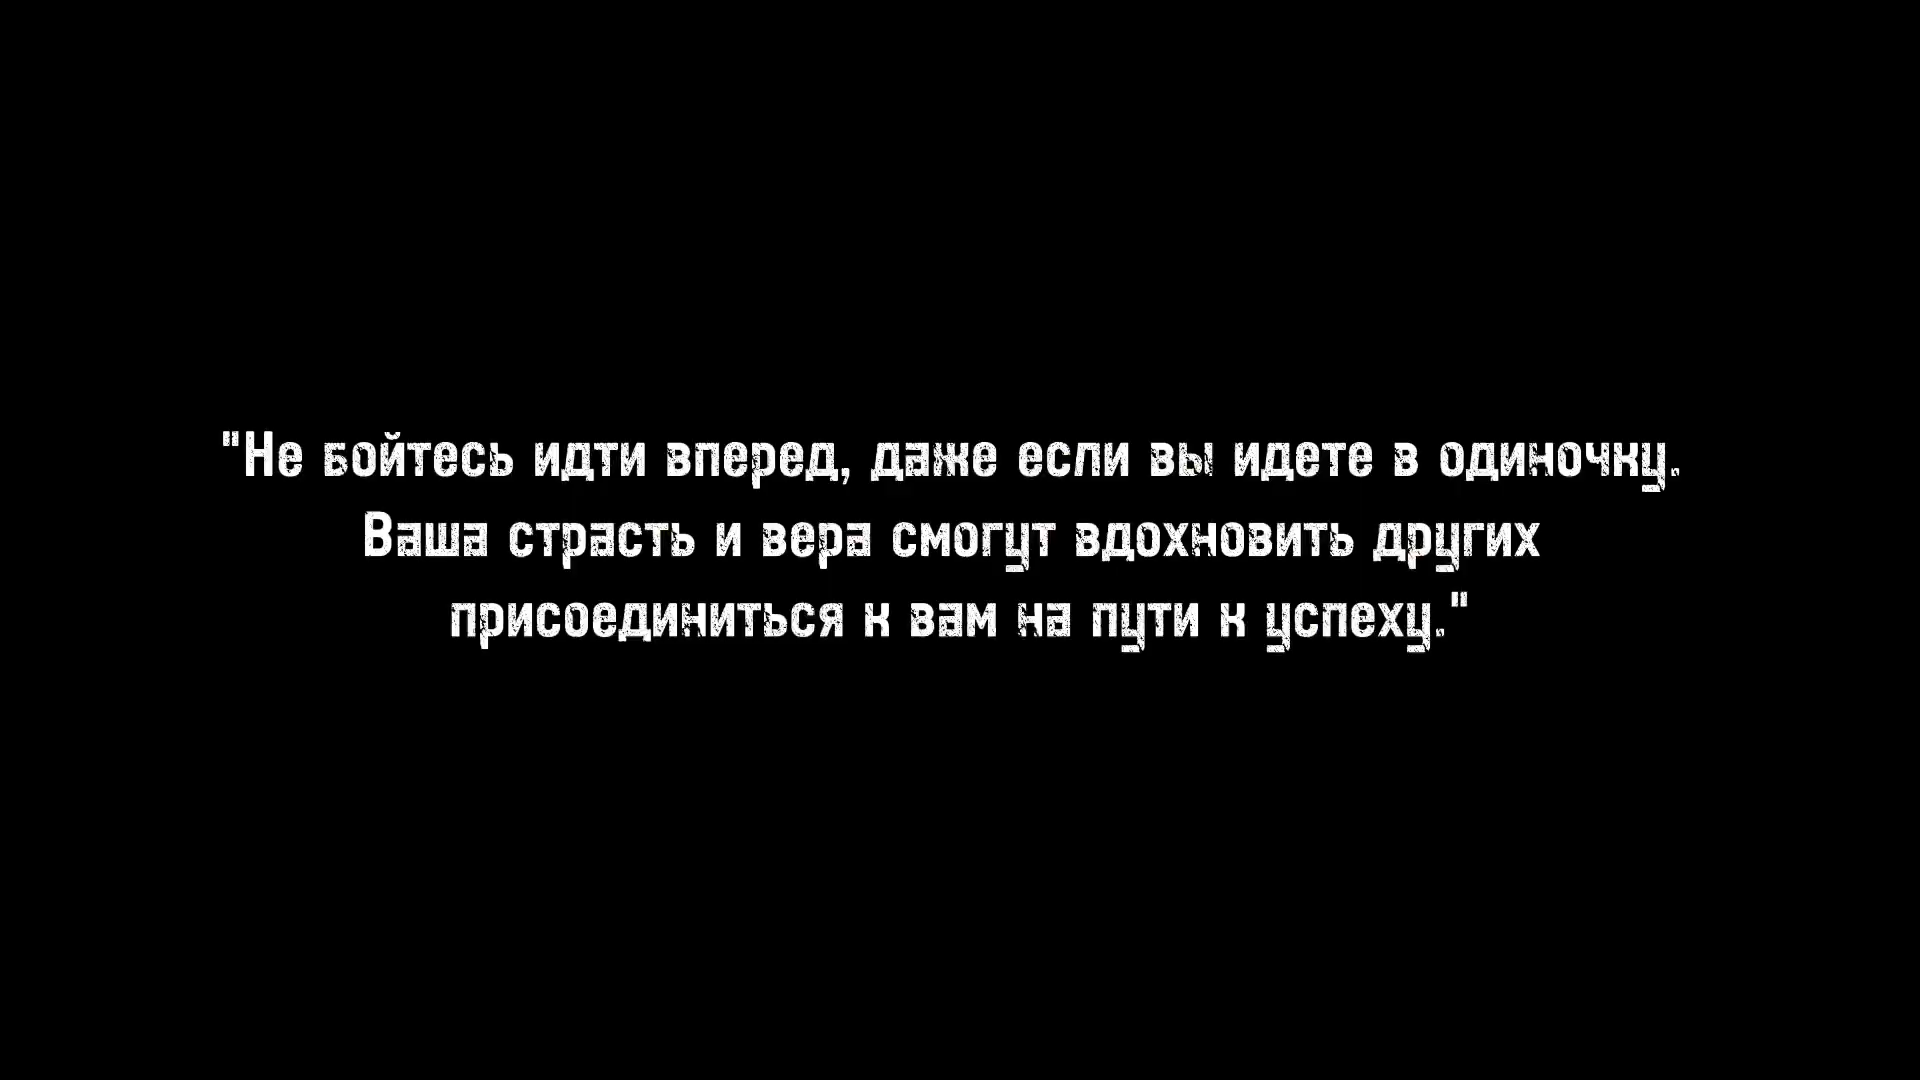 "Не бойтесь идти вперед, даже если вы идете в одиночку.
Ваша страсть и вера смогут вдохновить других
присоединиться к вам на пути к успеху."